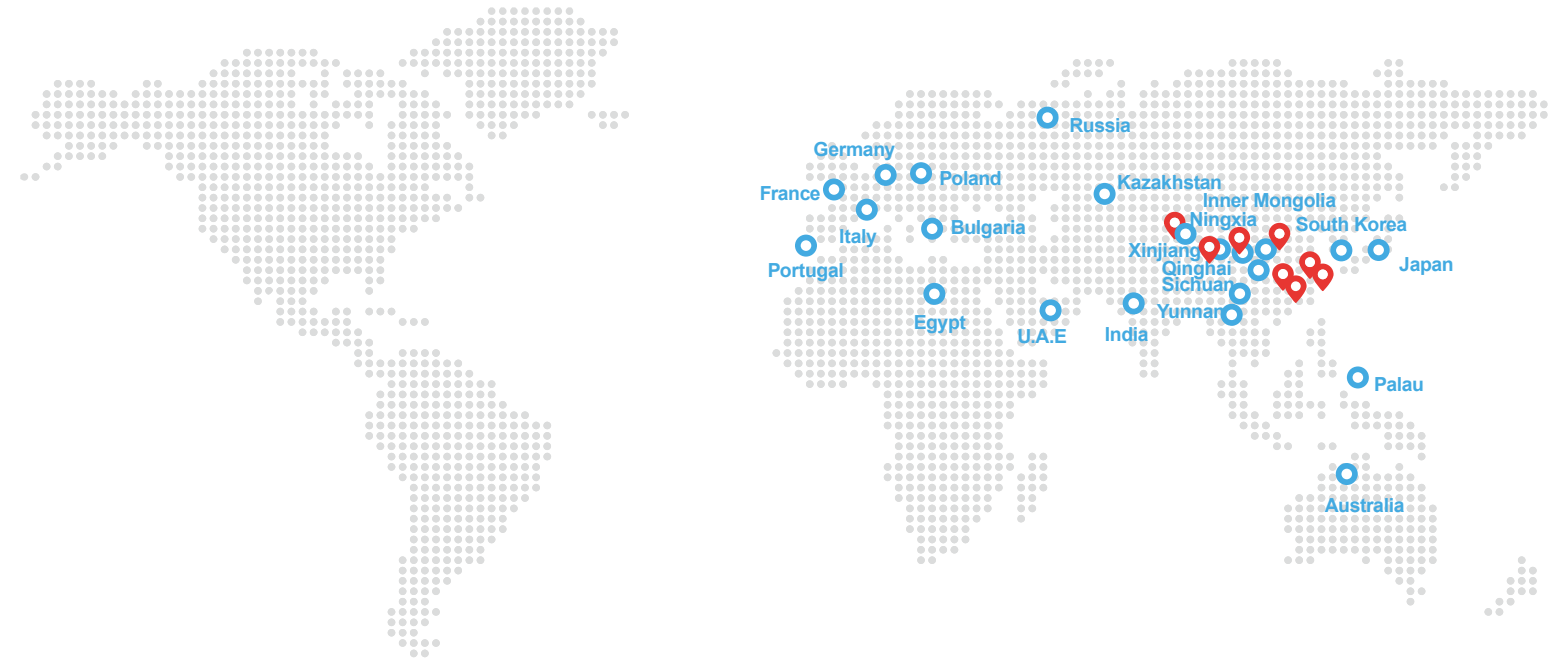 Russia
Germany
Poland
Kazakhstan
France
Inner Mongolia
Ningxia
South Korea
Bulgaria
Italy
Xinjiang
Japan
Portugal
Qinghai
Sichuan
Yunnan
Egypt
U.A.E
India
Palau
Australia